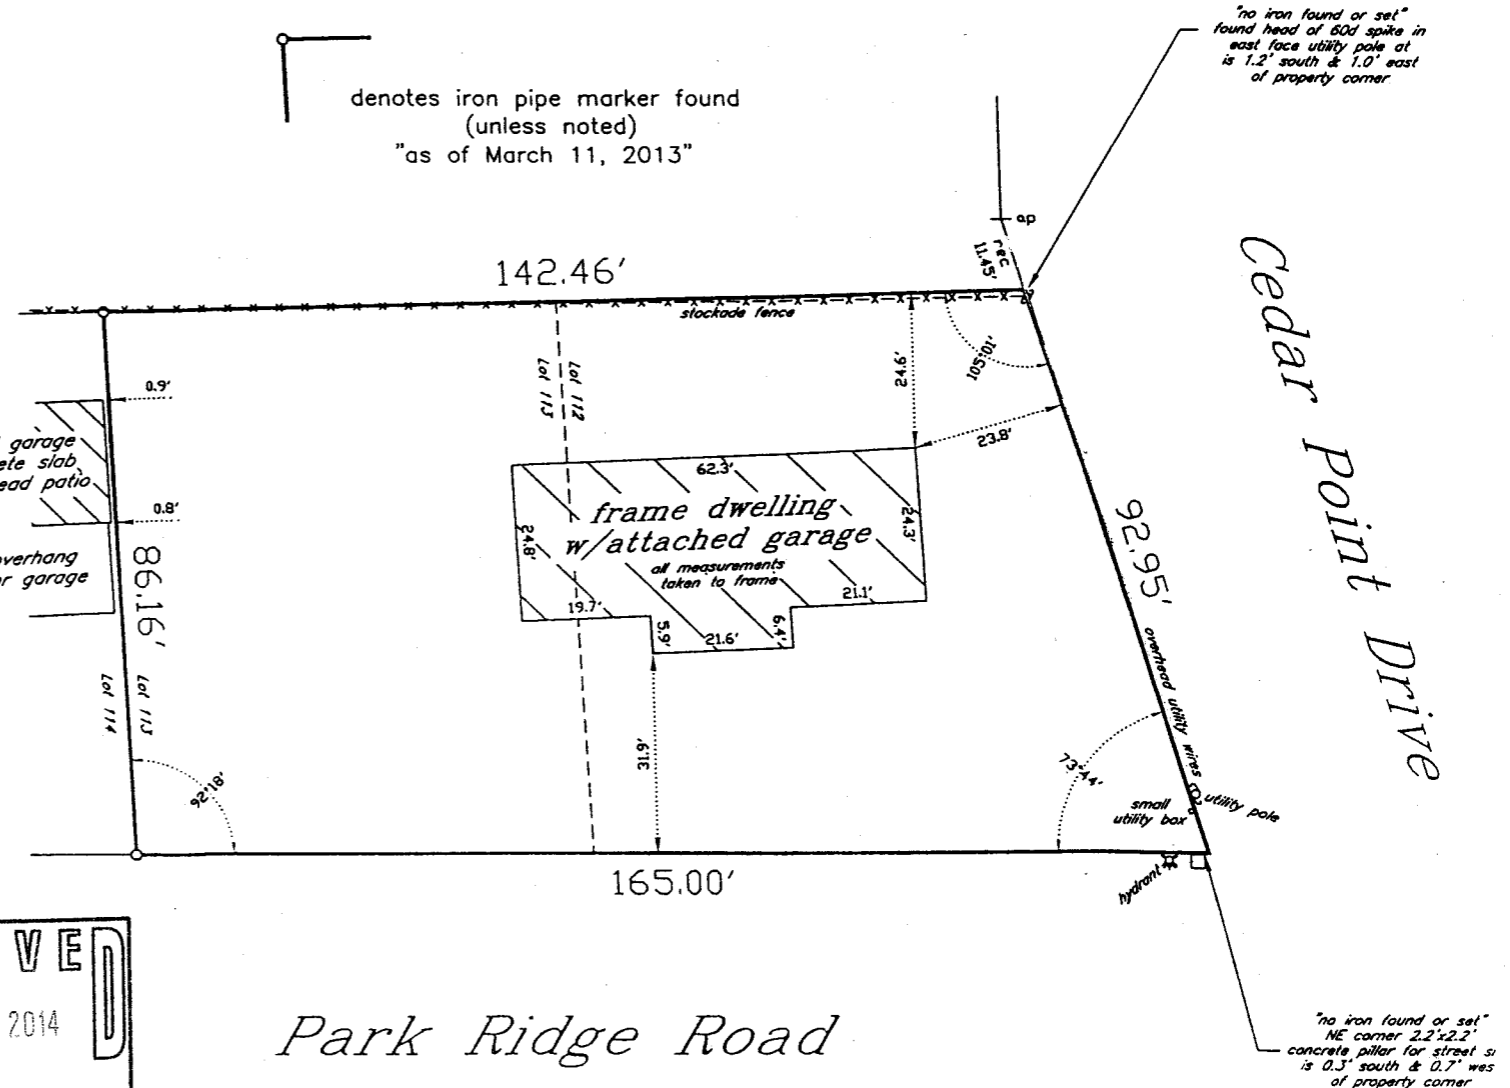 "no iron found or set"
found head of 60d spike in
east face utility pole at
is 1.2' south & 1.0' east
of property corner
denotes iron pipe marker found
(unless noted)
"as of March 11, 2013"
ap
rec
11.45'
142.46'
stockade fence
Cedar Point Drive
0.9'
Lot 113
Lot 112
24.6'
105°01'
23.8'
garage
ete slab
ead patio
62.3'
frame dwelling
w/attached garage
all measurements
taken to frame
24.8'
24.3'
0.8'
overhang
or garage
86.16'
92.95'
19.7'
21.1'
5.9'
21.6'
6.4'
overhead utility wires
Lot 114
Lot 113
31.9'
92°18'
73°44'
small
utility box
utility pole
165.00'
hydrant
VED
2014
Park Ridge Road
"no iron found or set"
NE corner 2.2'x2.2'
concrete pillar for street si
is 0.3' south & 0.7' wes
of property corner